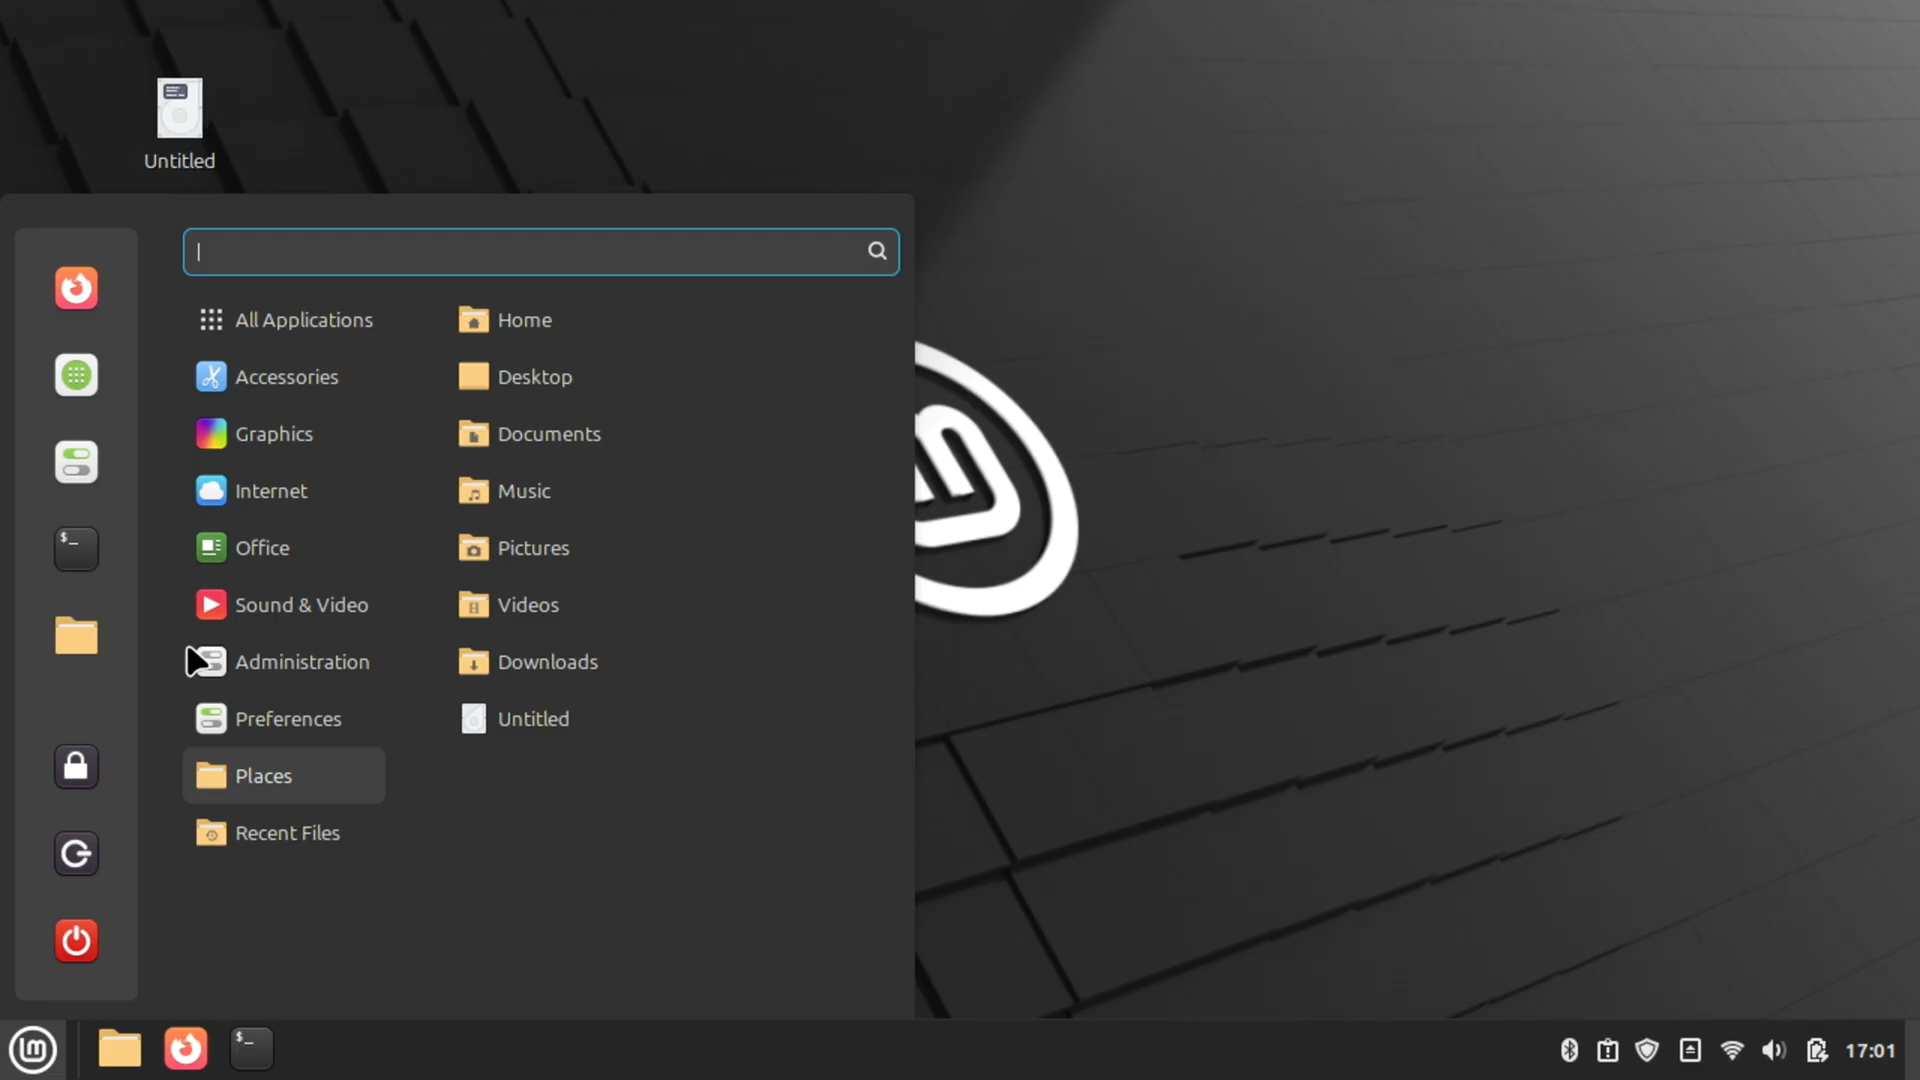 Untitled
All Applications
Accessories
Graphics
Internet
Office
Sound & Video
Administration
Preferences
Places
Recent Files
Home
Desktop
Documents
Music
Pictures
Videos
Downloads
Untitled
$_
$_
17:01